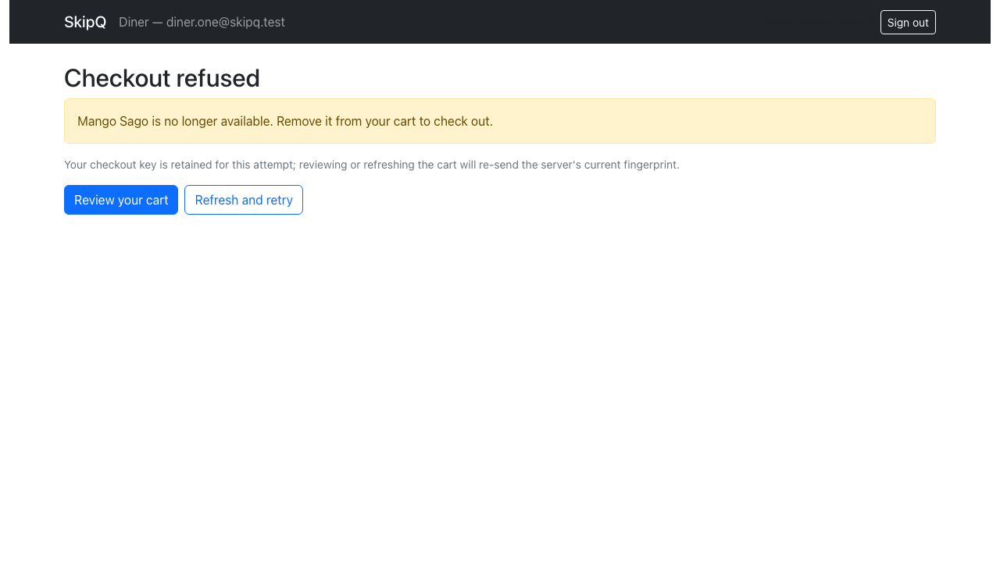 SkipQ Diner — diner.one@skipq.test Sign out
Checkout refused
Mango Sago is no longer available. Remove it from your cart to check out.
Your checkout key is retained for this attempt; reviewing or refreshing the cart will re-send the server's current fingerprint.
Review your cart Refresh and retry